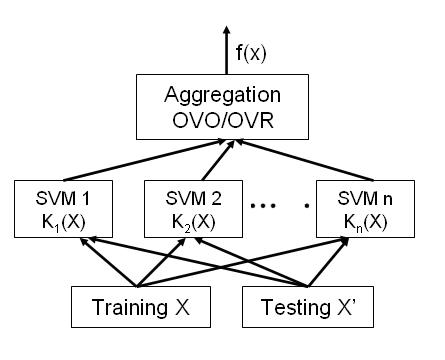 f(x)
Aggregation
OVO/OVR
SVM 1
K₁(X)
SVM 2
K₂(X)
SVM n
Kₙ(X)
Training X
Testing X’